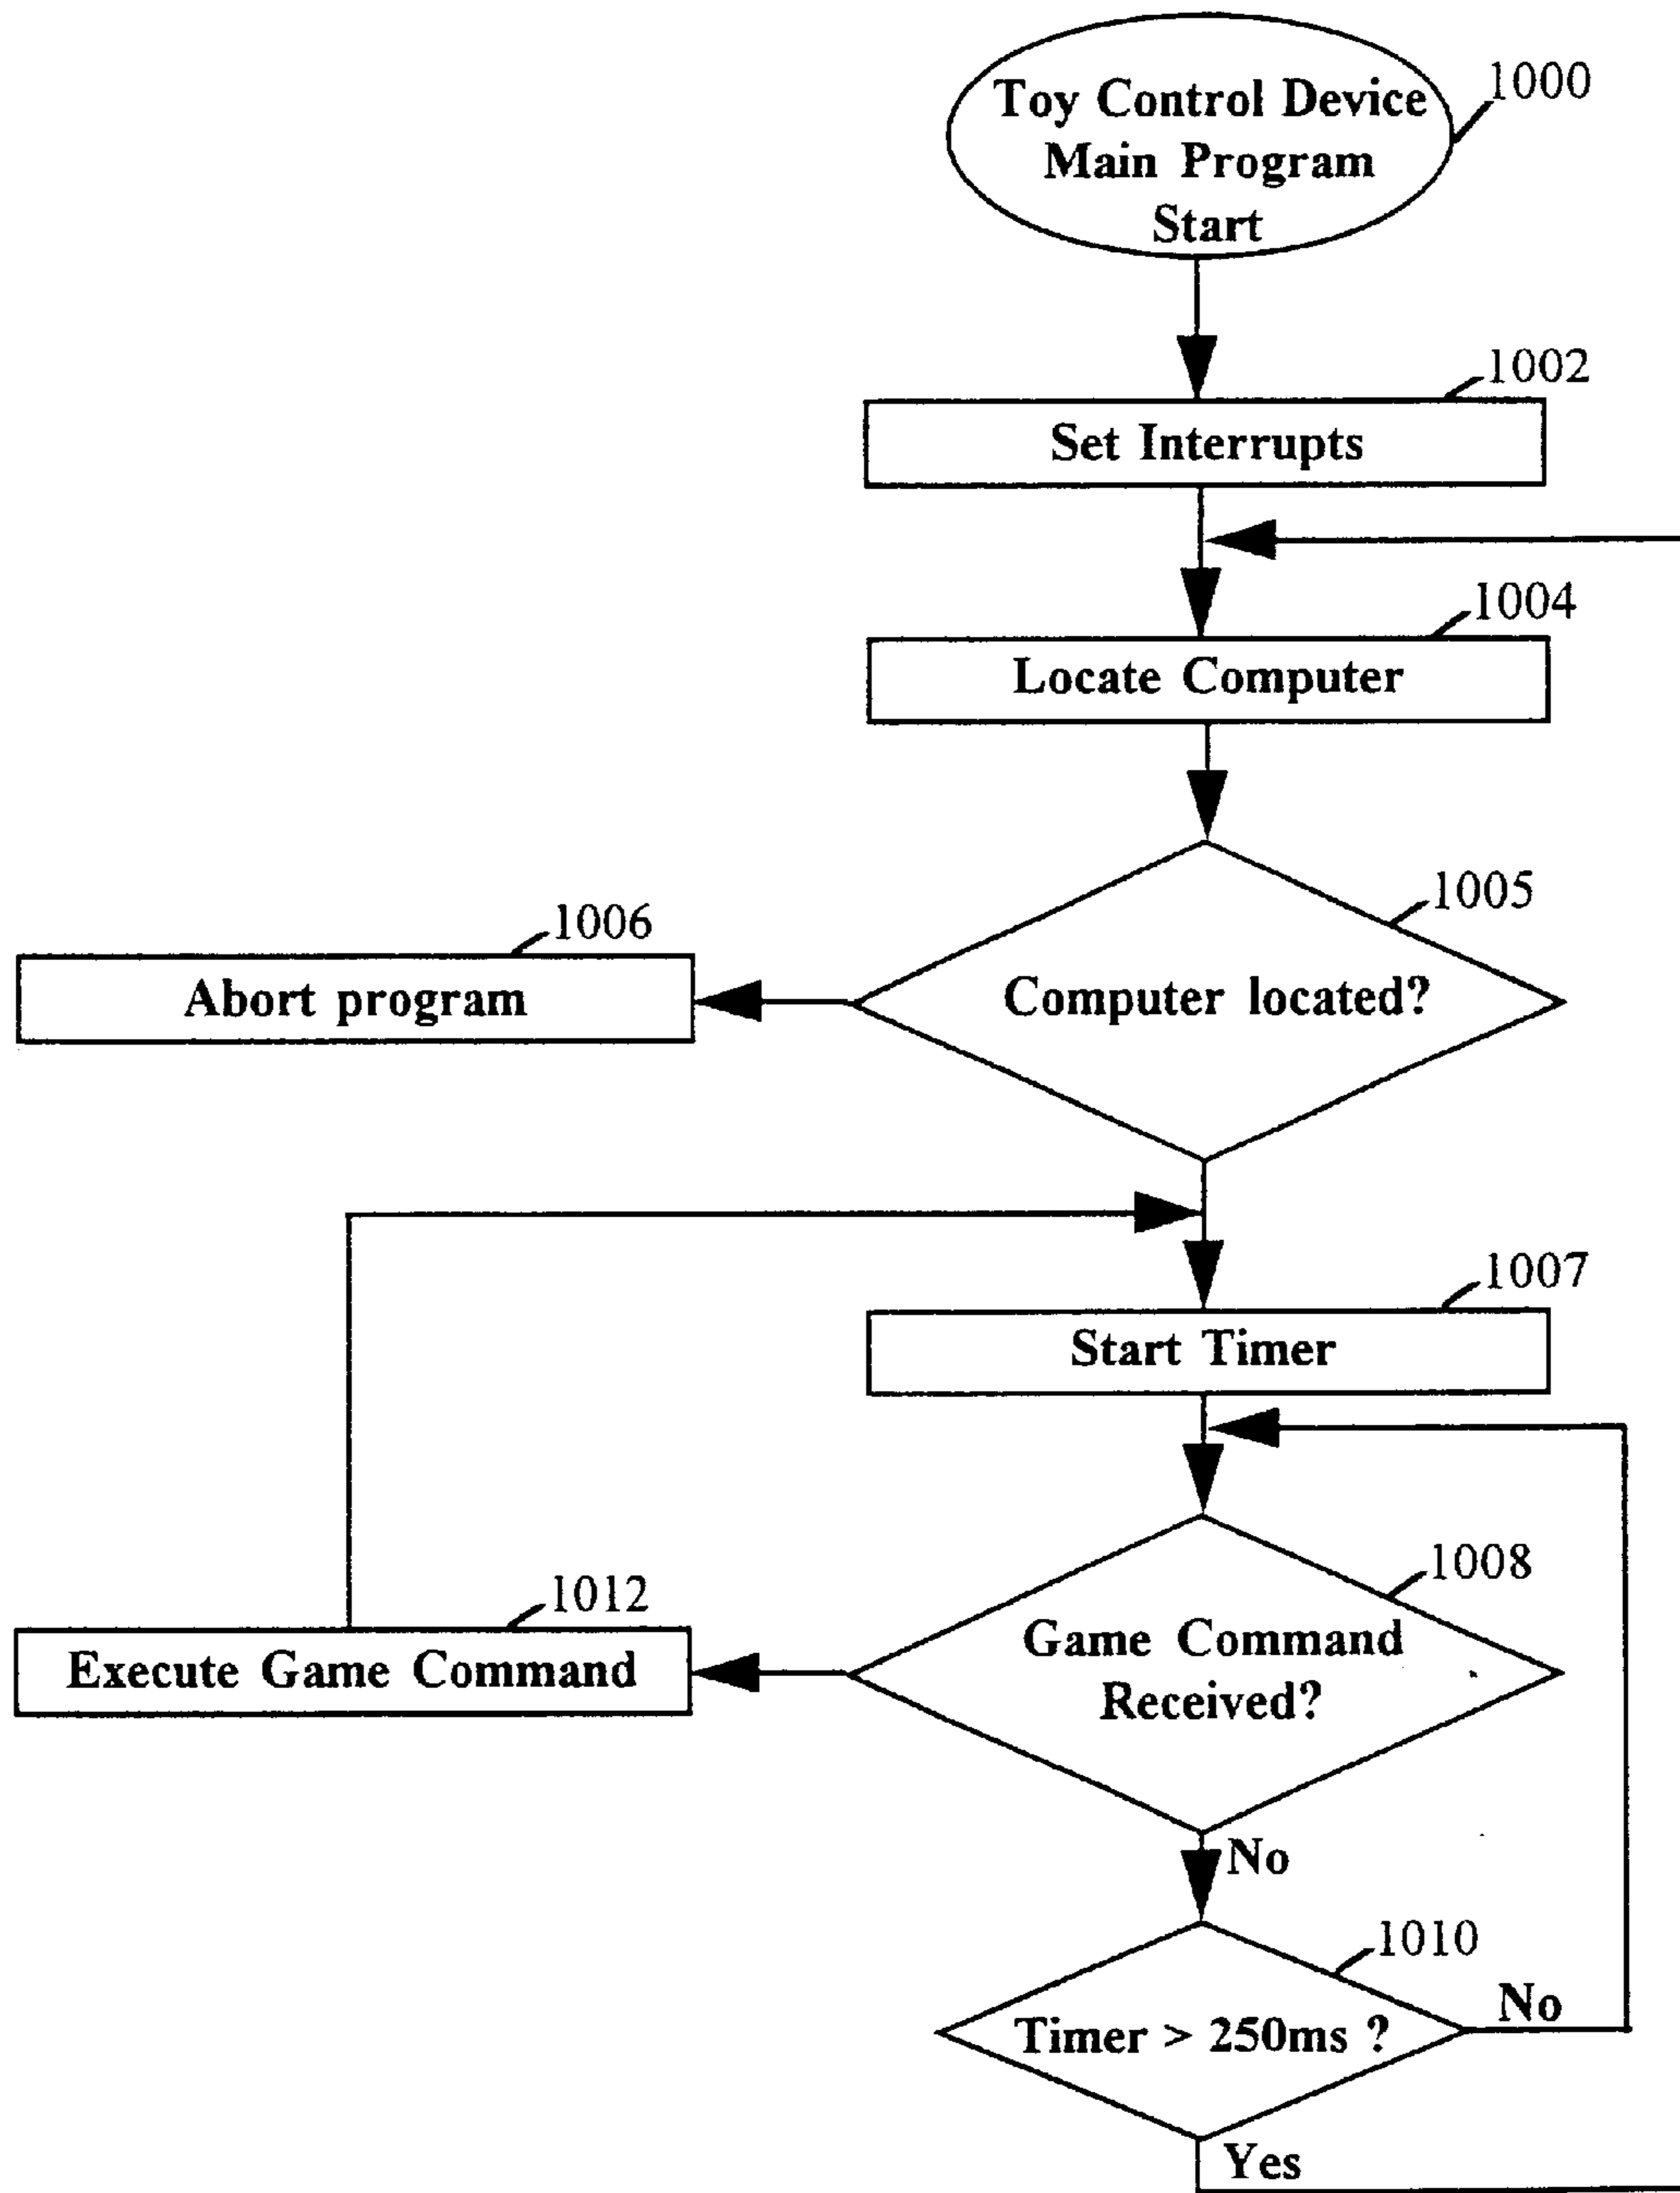 Toy Control Device
Main Program
Start
1000
1002
Set Interrupts
1004
Locate Computer
1005
Computer located?
1006
Abort program
1007
Start Timer
1008
Game Command
Received?
1012
Execute Game Command
No
1010
Timer > 250ms ?
No
Yes